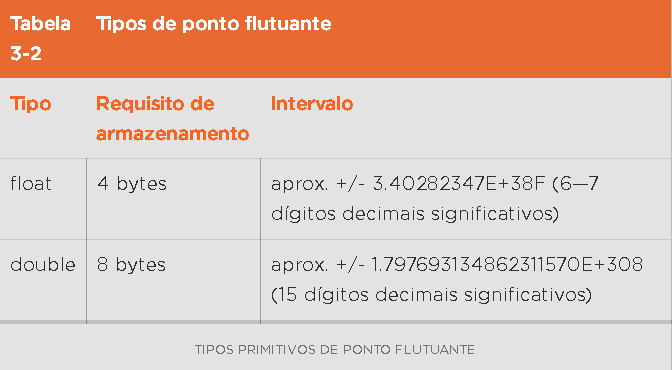 Tabela Tipos de ponto flutuante
3-2
Tipo Requisito de Intervalo
armazenamento
float 4 bytes aprox. +/- 3.40282347E+38F (6—7
dígitos decimais significativos)
double 8 bytes aprox. +/- 1.797693134862311570E+308
(15 dígitos decimais significativos)
TIPOS PRIMITIVOS DE PONTO FLUTUANTE